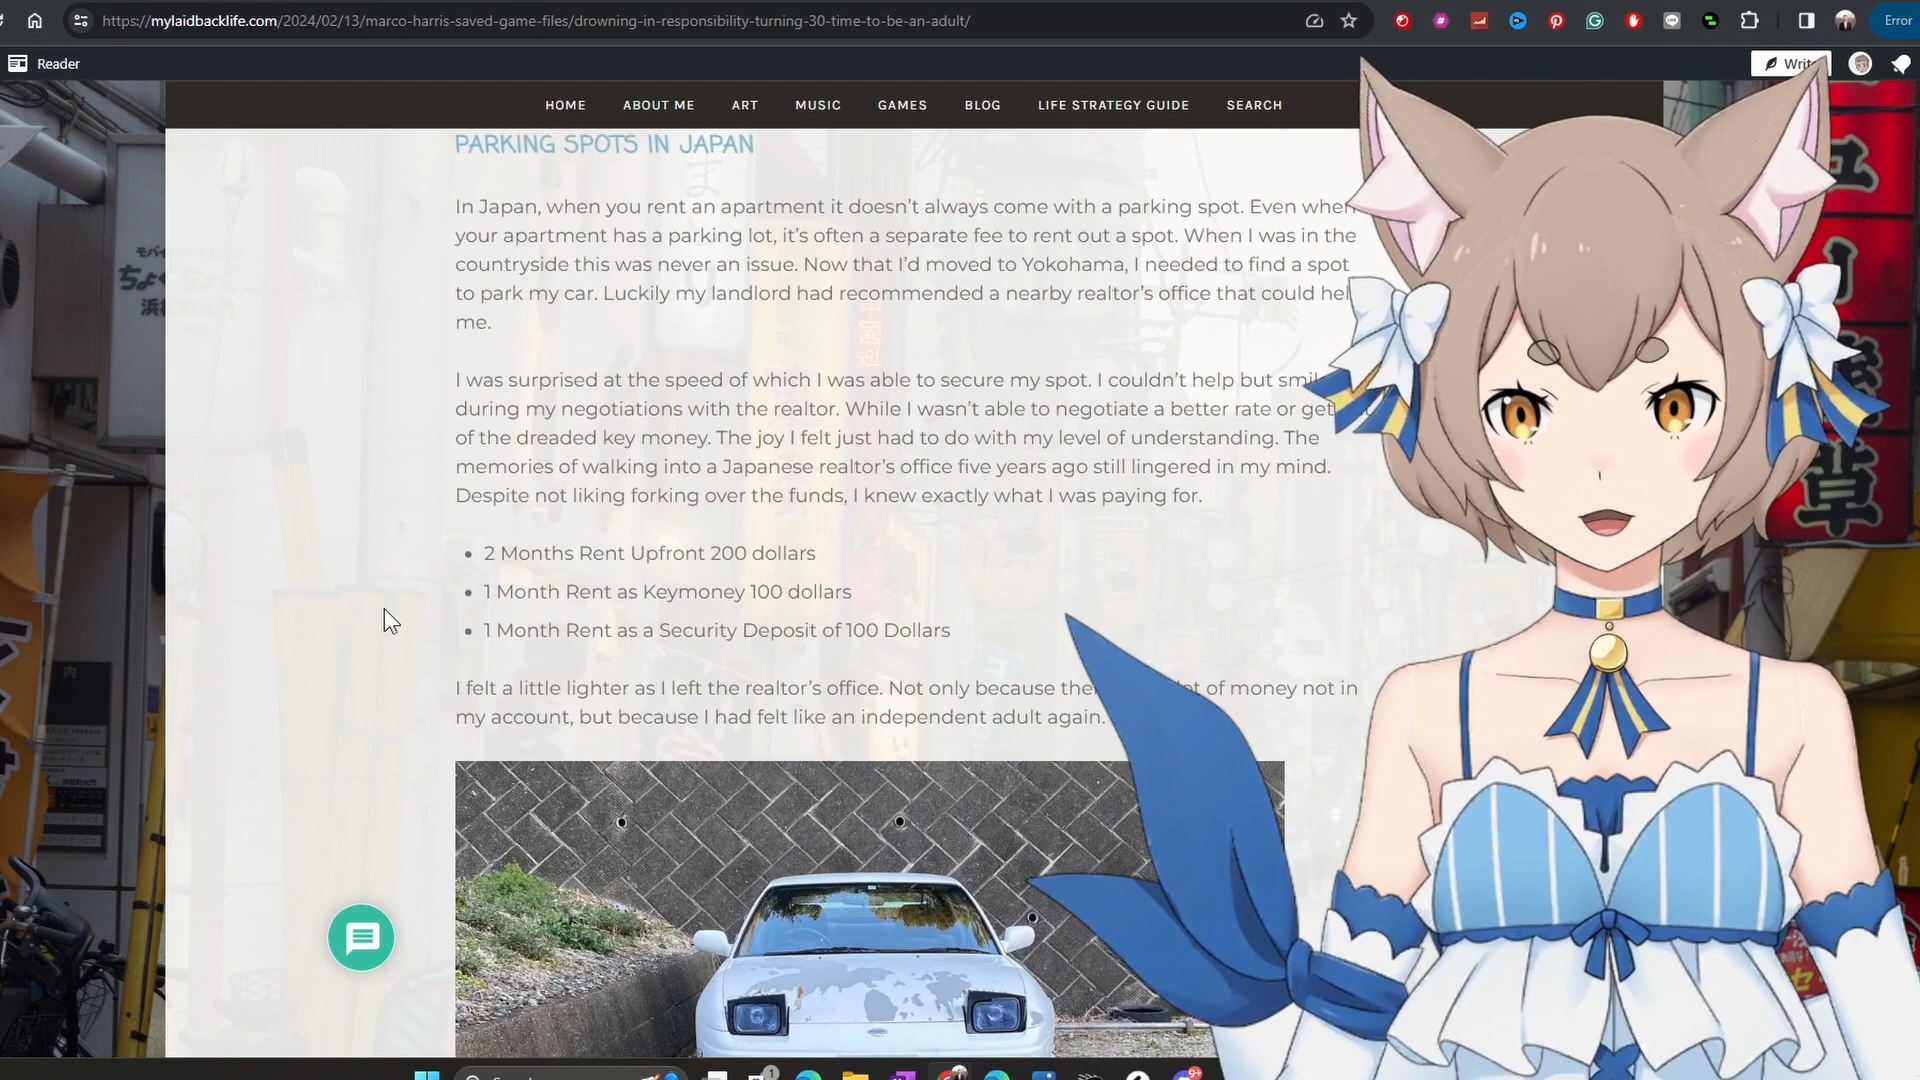 https://mylaidbacklife.com/2024/02/13/marco-harris-saved-game-files/drowning-in-responsibility-turning-30-time-to-be-an-adult/
Error
Reader
Write
HOME ABOUT ME ART MUSIC GAMES BLOG LIFE STRATEGY GUIDE SEARCH
PARKING SPOTS IN JAPAN
In Japan, when you rent an apartment it doesn't always come with a parking spot. Even when
your apartment has a parking lot, it's often a separate fee to rent out a spot. When I was in the
countryside this was never an issue. Now that I'd moved to Yokohama, I needed to find a spot
to park my car. Luckily my landlord had recommended a nearby realtor's office that could hel
me.
I was surprised at the speed of which I was able to secure my spot. I couldn't help but smil
during my negotiations with the realtor. While I wasn't able to negotiate a better rate or get
of the dreaded key money. The joy I felt just had to do with my level of understanding. The
memories of walking into a Japanese realtor's office five years ago still lingered in my mind.
Despite not liking forking over the funds, I knew exactly what I was paying for.
• 2 Months Rent Upfront 200 dollars
• 1 Month Rent as Keymoney 100 dollars
• 1 Month Rent as a Security Deposit of 100 Dollars
I felt a little lighter as I left the realtor's office. Not only because the lot of money not in
my account, but because I had felt like an independent adult again.
1
9+